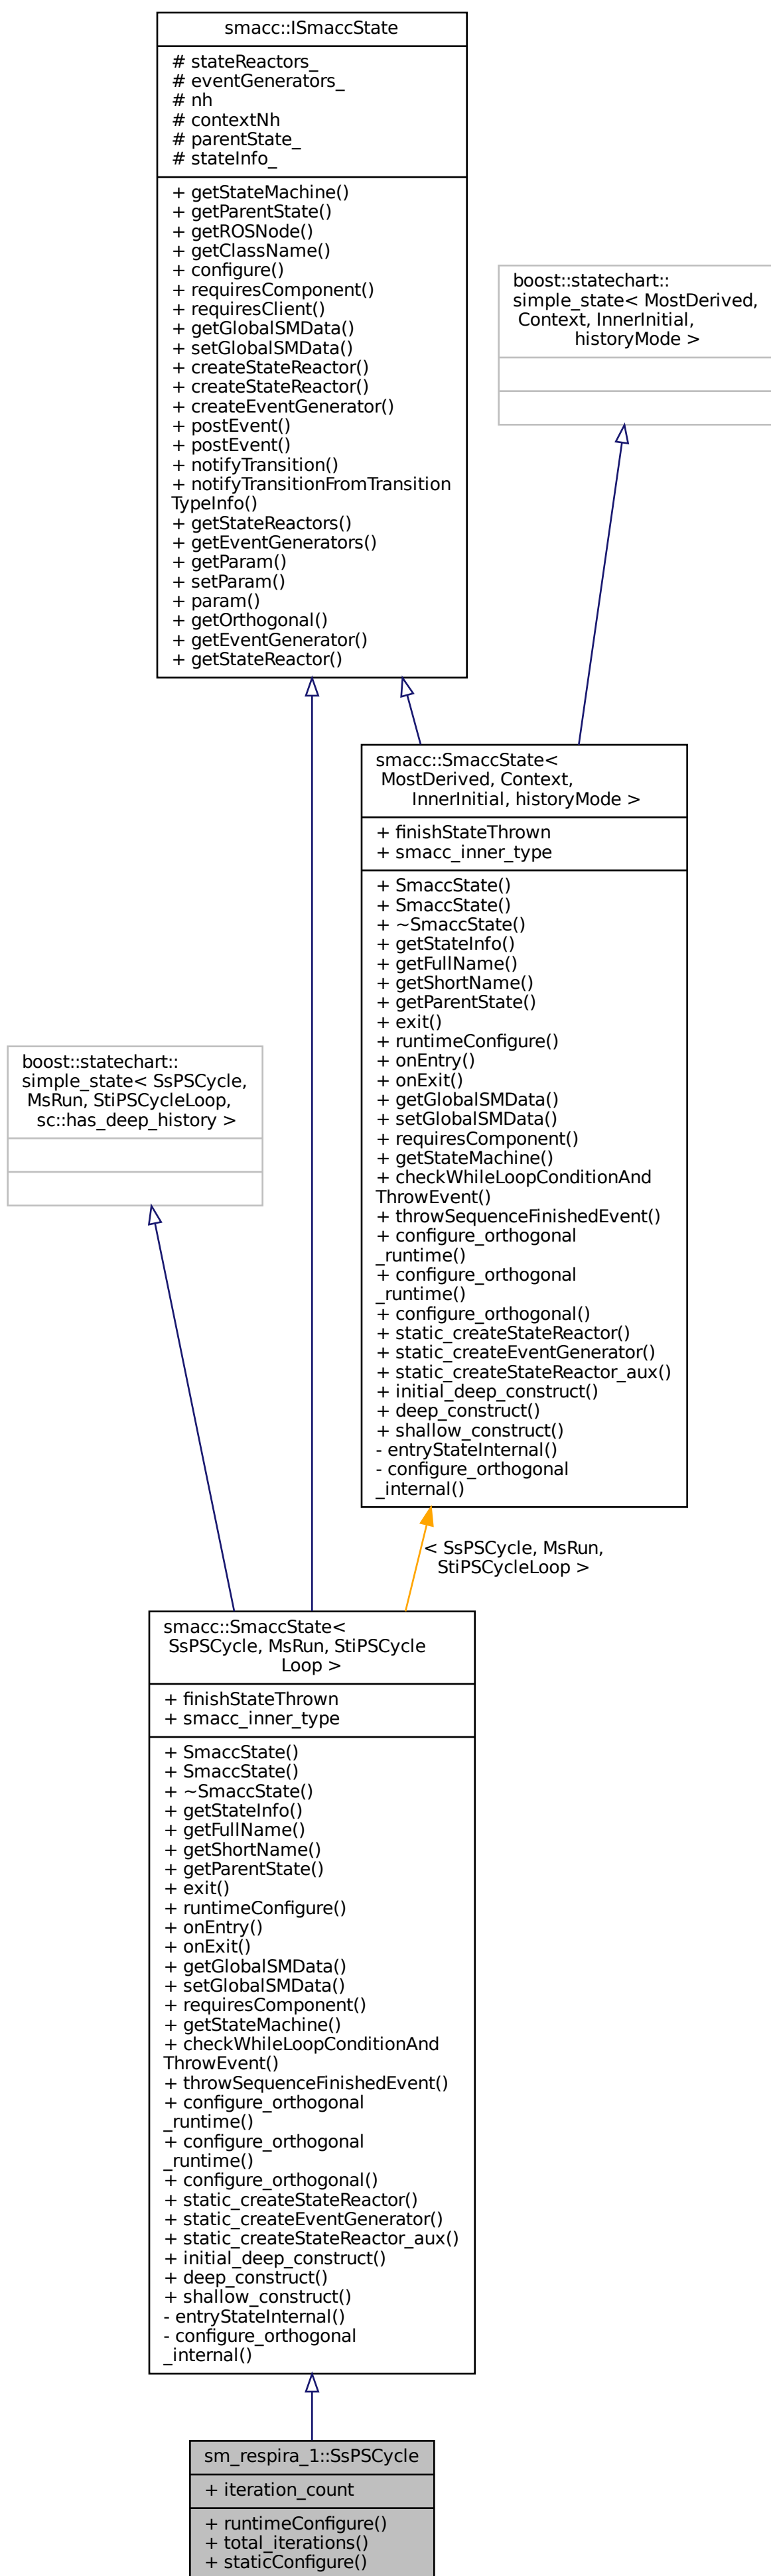 smacc::ISmaccState
# stateReactors_
# eventGenerators_
# nh
# contextNh
# parentState_
# stateInfo_
+ getStateMachine()
+ getParentState()
+ getROSNode()
+ getClassName()
+ configure()
+ requiresComponent()
+ requiresClient()
+ getGlobalSMData()
+ setGlobalSMData()
+ createStateReactor()
+ createStateReactor()
+ createEventGenerator()
+ postEvent()
+ postEvent()
+ notifyTransition()
+ notifyTransitionFromTransition
TypeInfo()
+ getStateReactors()
+ getEventGenerators()
+ getParam()
+ setParam()
+ param()
+ getOrthogonal()
+ getEventGenerator()
+ getStateReactor()
boost::statechart::
simple_state< MostDerived,
Context, InnerInitial,
historyMode >
smacc::SmaccState<
MostDerived, Context,
InnerInitial, historyMode >
+ finishStateThrown
+ smacc_inner_type
+ SmaccState()
+ SmaccState()
+ ~SmaccState()
+ getStateInfo()
+ getFullName()
+ getShortName()
+ getParentState()
+ exit()
+ runtimeConfigure()
+ onEntry()
+ onExit()
+ getGlobalSMData()
+ setGlobalSMData()
+ requiresComponent()
+ getStateMachine()
+ checkWhileLoopConditionAnd
ThrowEvent()
+ throwSequenceFinishedEvent()
+ configure_orthogonal
_runtime()
+ configure_orthogonal
_runtime()
+ configure_orthogonal()
+ static_createStateReactor()
+ static_createEventGenerator()
+ static_createStateReactor_aux()
+ initial_deep_construct()
+ deep_construct()
+ shallow_construct()
- entryStateInternal()
- configure_orthogonal
_internal()
boost::statechart::
simple_state< SsPSCycle,
MsRun, StiPSCycleLoop,
sc::has_deep_history >
< SsPSCycle, MsRun,
StiPSCycleLoop >
smacc::SmaccState<
SsPSCycle, MsRun, StiPSCycle
Loop >
+ finishStateThrown
+ smacc_inner_type
+ SmaccState()
+ SmaccState()
+ ~SmaccState()
+ getStateInfo()
+ getFullName()
+ getShortName()
+ getParentState()
+ exit()
+ runtimeConfigure()
+ onEntry()
+ onExit()
+ getGlobalSMData()
+ setGlobalSMData()
+ requiresComponent()
+ getStateMachine()
+ checkWhileLoopConditionAnd
ThrowEvent()
+ throwSequenceFinishedEvent()
+ configure_orthogonal
_runtime()
+ configure_orthogonal
_runtime()
+ configure_orthogonal()
+ static_createStateReactor()
+ static_createEventGenerator()
+ static_createStateReactor_aux()
+ initial_deep_construct()
+ deep_construct()
+ shallow_construct()
- entryStateInternal()
- configure_orthogonal
_internal()
sm_respira_1::SsPSCycle
+ iteration_count
+ runtimeConfigure()
+ total_iterations()
+ staticConfigure()